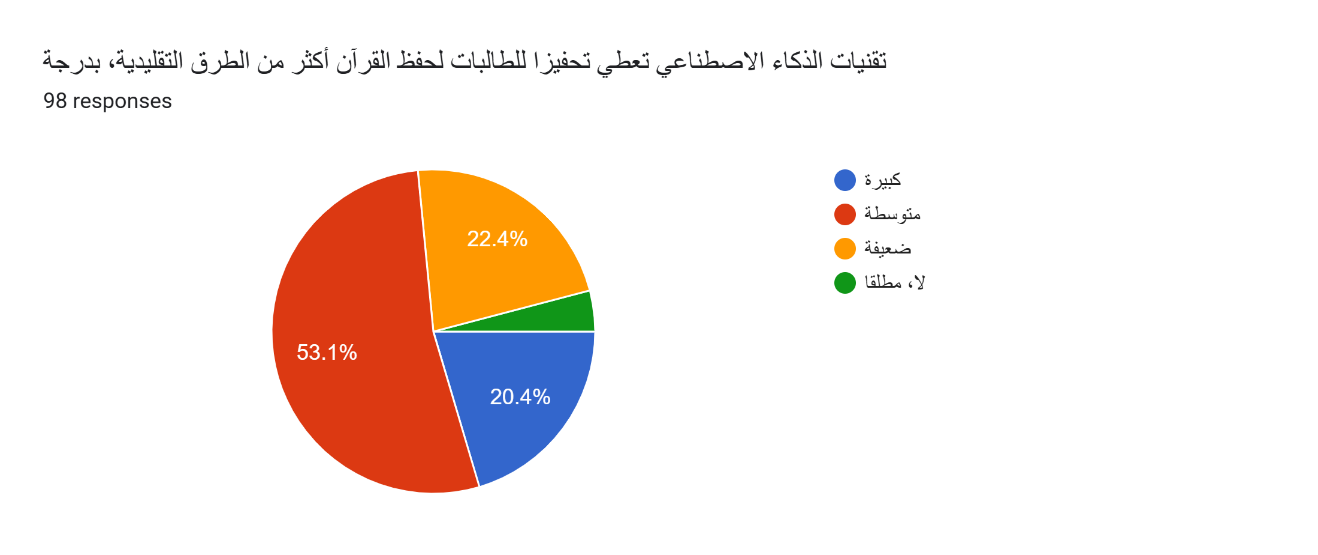 تقنيات الذكاء الاصطناعي تعطي تحفيزا للطالبات لحفظ القرآن أكثر من الطرق التقليدية، بدرجة
98 responses
كبيرة
متوسطة
ضعيفة
لا، مطلقا
22.4%
53.1%
20.4%